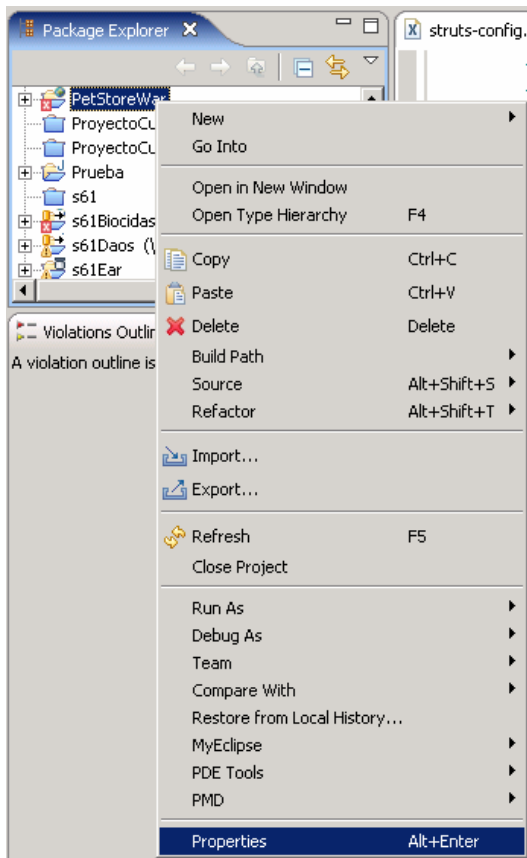 Package Explorer
struts-config.
PetStoreWar
ProyectoCu
ProyectoCu
Prueba
s61
s61Biocidas
s61Daos (\
s61Ear
Violations Outlin
A violation outline is
New
Go Into
Open in New Window
Open Type Hierarchy F4
Copy Ctrl+C
Paste Ctrl+V
Delete Delete
Build Path
Source Alt+Shift+S
Refactor Alt+Shift+T
Import...
Export...
Refresh F5
Close Project
Run As
Debug As
Team
Compare With
Restore from Local History...
MyEclipse
PDE Tools
PMD
Properties Alt+Enter